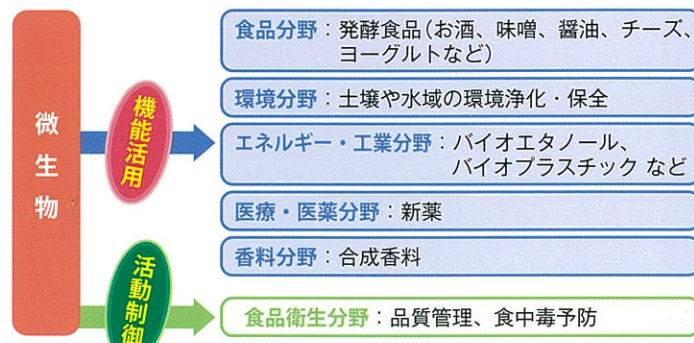 微生物
機能活用
食品分野：発酵食品（お酒、味噌、醤油、チーズ、
ヨーグルトなど）
環境分野：土壌や水域の環境浄化・保全
エネルギー・工業分野：バイオエタノール、
バイオプラスチック など
医療・医薬分野：新薬
香料分野：合成香料
活動制御
食品衛生分野：品質管理、食中毒予防